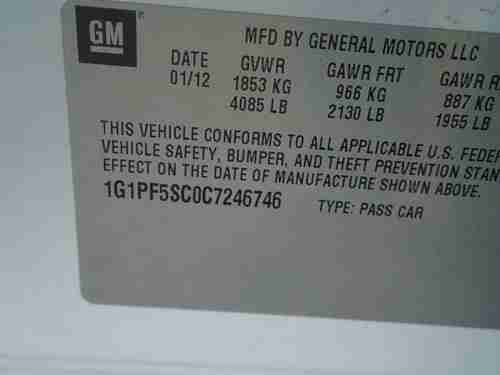 GM
MFD BY GENERAL MOTORS LLC
DATE GVWR GAWR FRT GAWR
01/12 1853 KG 966 KG 887 KG
4085 LB 2130 LB 1955 LB
THIS VEHICLE CONFORMS TO ALL APPLICABLE U.S. FEDER
VEHICLE SAFETY, BUMPER, AND THEFT PREVENTION STAN
EFFECT ON THE DATE OF MANUFACTURE SHOWN ABOVE.
1G1PF5SC0C7246746 TYPE: PASS CAR